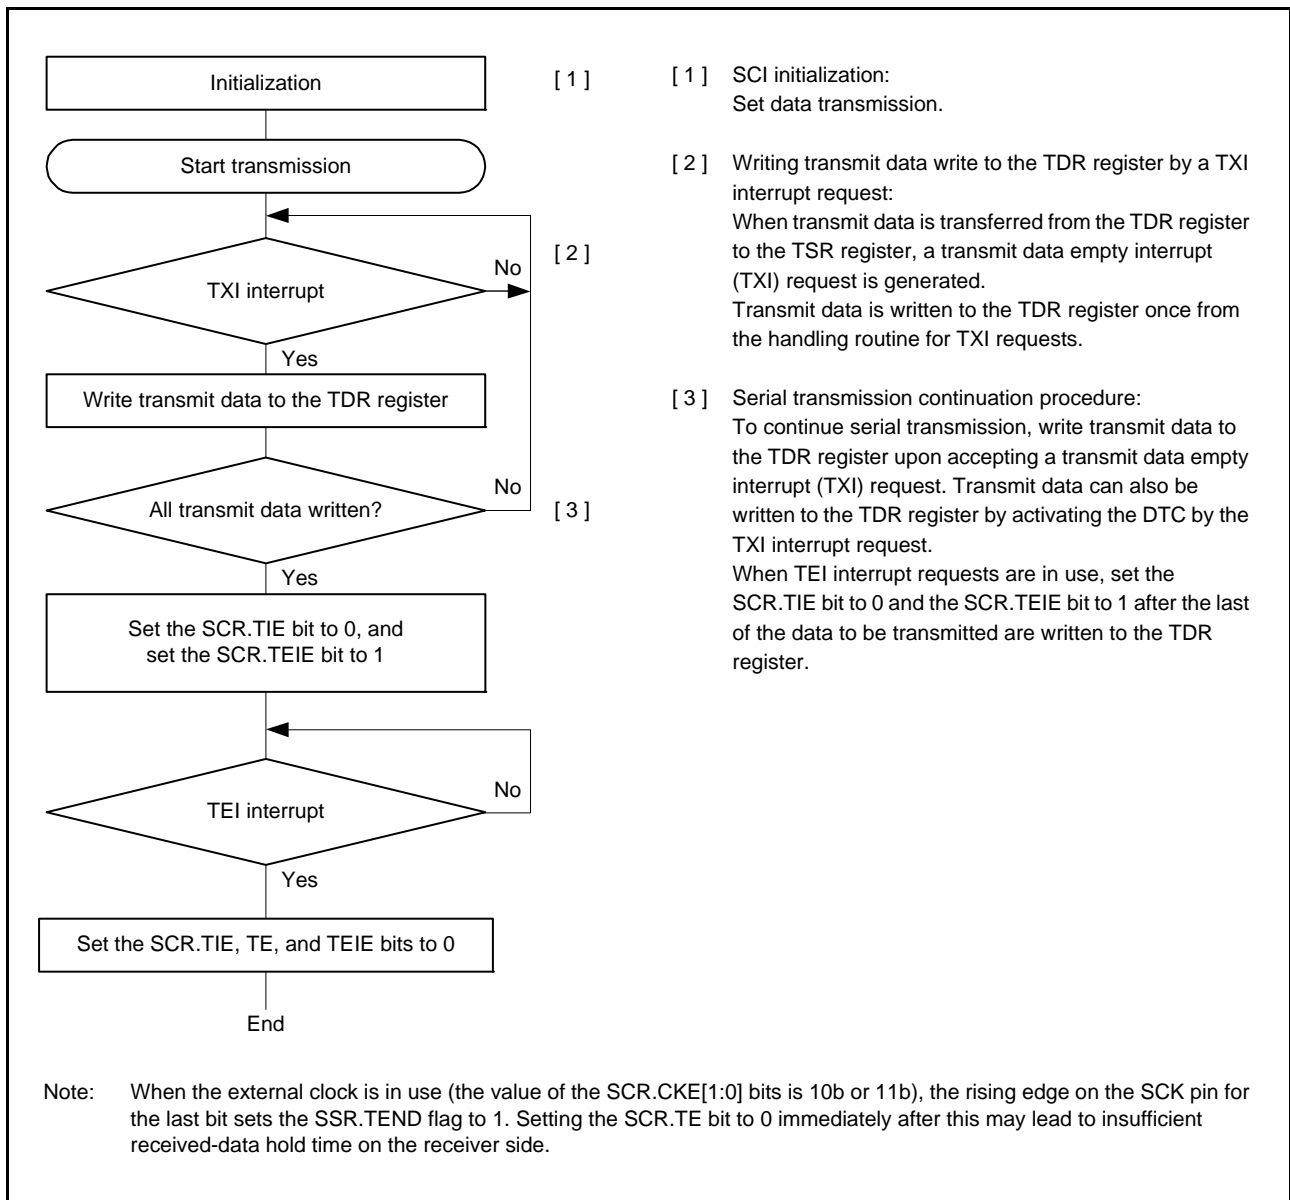 Initialization
[ 1 ]
Start transmission
[ 2 ]
TXI interrupt
No
Yes
Write transmit data to the TDR register
All transmit data written?
No
[ 3 ]
Yes
Set the SCR.TIE bit to 0, and
set the SCR.TEIE bit to 1
TEI interrupt
No
Yes
Set the SCR.TIE, TE, and TEIE bits to 0
End
[ 1 ] SCI initialization:
Set data transmission.
[ 2 ] Writing transmit data write to the TDR register by a TXI
interrupt request:
When transmit data is transferred from the TDR register
to the TSR register, a transmit data empty interrupt
(TXI) request is generated.
Transmit data is written to the TDR register once from
the handling routine for TXI requests.
[ 3 ] Serial transmission continuation procedure:
To continue serial transmission, write transmit data to
the TDR register upon accepting a transmit data empty
interrupt (TXI) request. Transmit data can also be
written to the TDR register by activating the DTC by the
TXI interrupt request.
When TEI interrupt requests are in use, set the
SCR.TIE bit to 0 and the SCR.TEIE bit to 1 after the last
of the data to be transmitted are written to the TDR
register.
Note: When the external clock is in use (the value of the SCR.CKE[1:0] bits is 10b or 11b), the rising edge on the SCK pin for
the last bit sets the SSR.TEND flag to 1. Setting the SCR.TE bit to 0 immediately after this may lead to insufficient
received-data hold time on the receiver side.